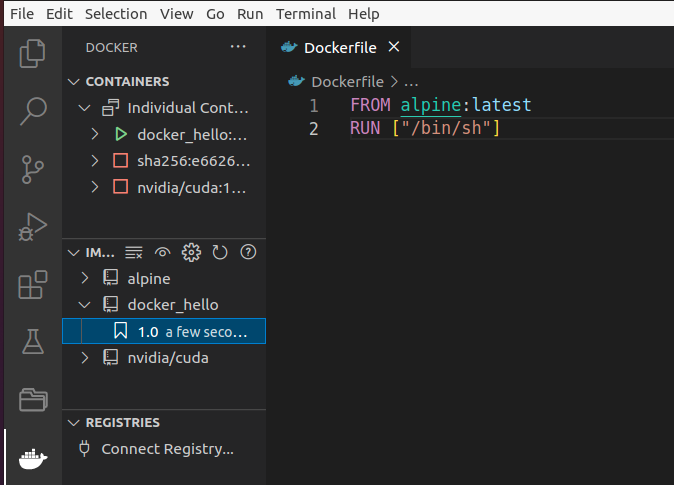 File Edit Selection View Go Run Terminal Help
DOCKER ···
CONTAINERS
Individual Cont...
docker_hello:...
sha256:e6626...
nvidia/cuda:1...
IM...
alpine
docker_hello
1.0 a few seco...
nvidia/cuda
REGISTRIES
Connect Registry...
Dockerfile
Dockerfile > ...
1 FROM alpine:latest
2 RUN ["/bin/sh"]